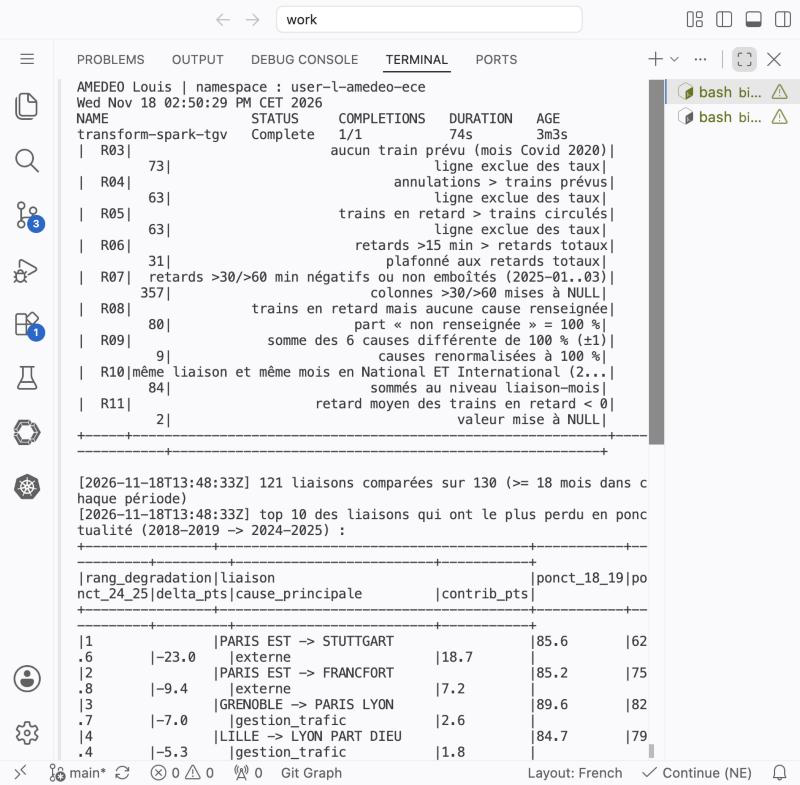 work
PROBLEMS OUTPUT DEBUG CONSOLE TERMINAL PORTS
AMEDEO Louis | namespace : user-l-amedeo-ece
Wed Nov 18 02:50:29 PM CET 2026
NAME STATUS COMPLETIONS DURATION AGE
transform-spark-tgv Complete 1/1 74s 3m3s
| R03| aucun train prévu (mois Covid 2020)|
73| ligne exclue des taux|
| R04| annulations > trains prévus|
63| ligne exclue des taux|
| R05| trains en retard > trains circulés|
63| ligne exclue des taux|
| R06| retards >15 min > retards totaux|
31| plafonné aux retards totaux|
| R07| retards >30/>60 min négatifs ou non emboîtés (2025-01..03)|
357| colonnes >30/>60 mises à NULL|
| R08| trains en retard mais aucune cause renseignée|
80| part « non renseignée » = 100 %|
| R09| somme des 6 causes différente de 100 % (±1)|
9| causes renormalisées à 100 %|
| R10|même liaison et même mois en National ET International (2...|
84| sommés au niveau liaison-mois|
| R11| retard moyen des trains en retard < 0|
2| valeur mise à NULL|
+-----+------------------------------------------------------------+----
-----------+------------------------------------------------------+
[2026-11-18T13:48:33Z] 121 liaisons comparées sur 130 (>= 18 mois dans c
haque période)
[2026-11-18T13:48:33Z] top 10 des liaisons qui ont le plus perdu en ponc
tualité (2018-2019 -> 2024-2025) :
+----------------+---------------------------------------+-----------+--
---------+---------+-------------------------+-----------+
|rang_degradation|liaison |ponct_18_19|po
nct_24_25|delta_pts|cause_principale |contrib_pts|
+----------------+---------------------------------------+-----------+--
---------+---------+-------------------------+-----------+
|1 |PARIS EST -> STUTTGART |85.6 |62
.6 |-23.0 |externe |18.7 |
|2 |PARIS EST -> FRANCFORT |85.2 |75
.8 |-9.4 |externe |7.2 |
|3 |GRENOBLE -> PARIS LYON |89.6 |82
.7 |-7.0 |gestion_trafic |2.6 |
|4 |LILLE -> LYON PART DIEU |84.7 |79
.4 |-5.3 |gestion_trafic |1.8 |
bash bi...
bash bi...
3
1
main* 0 0 0 Git Graph Layout: French Continue (NE)